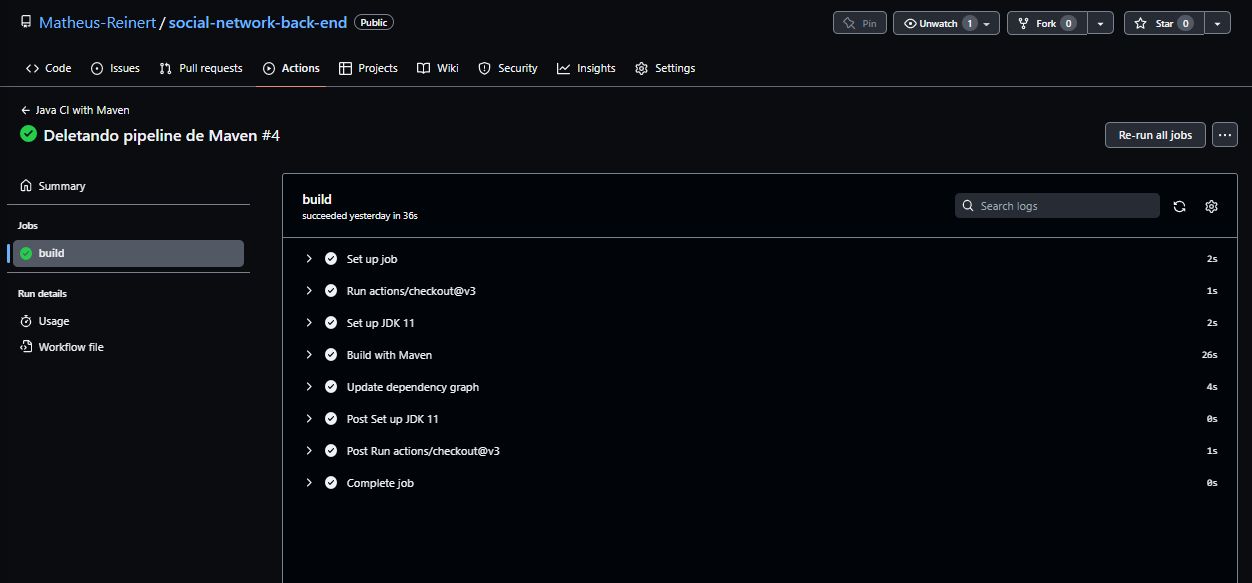 Matheus-Reinert / social-network-back-end Public Pin Unwatch 1 Fork 0 Star 0
Code Issues Pull requests Actions Projects Wiki Security Insights Settings
Java CI with Maven
Deletando pipeline de Maven #4
Re-run all jobs
Summary
Jobs
build
Run details
Usage
Workflow file
build
succeeded yesterday in 36s
Search logs
Set up job 2s
Run actions/checkout@v3 1s
Set up JDK 11 2s
Build with Maven 26s
Update dependency graph 4s
Post Set up JDK 11 0s
Post Run actions/checkout@v3 1s
Complete job 0s